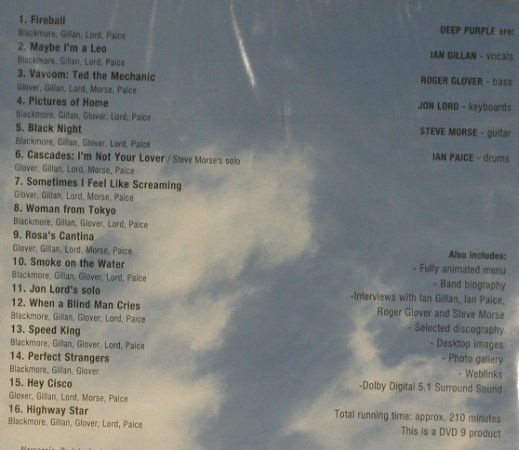 1. Fireball
Blackmore, Gillan, Lord, Paice
2. Maybe I'm a Leo
Blackmore, Gillan, Glover, Lord, Paice
3. Vavoom: Ted the Mechanic
Glover, Gillan, Lord, Morse, Paice
4. Pictures of Home
Blackmore, Gillan, Glover, Lord, Paice
5. Black Night
Blackmore, Gillan, Glover, Lord, Paice
6. Cascades: I'm Not Your Lover / Steve Morse's solo
Glover, Gillan, Lord, Morse, Paice
7. Sometimes I Feel Like Screaming
Glover, Gillan, Lord, Morse, Paice
8. Woman from Tokyo
Blackmore, Gillan, Glover, Lord, Paice
9. Rosa's Cantina
Glover, Gillan, Lord, Morse, Paice
10. Smoke on the Water
Blackmore, Gillan, Glover, Lord, Paice
11. Jon Lord's solo
12. When a Blind Man Cries
Blackmore, Gillan, Glover, Lord, Paice
13. Speed King
Blackmore, Gillan, Glover, Lord, Paice
14. Perfect Strangers
Blackmore, Gillan, Glover
15. Hey Cisco
Glover, Gillan, Lord, Morse, Paice
16. Highway Star
Blackmore, Gillan, Glover, Lord, Paice
DEEP PURPLE are:
IAN GILLAN - vocals
ROGER GLOVER - bass
JON LORD - keyboards
STEVE MORSE - guitar
IAN PAICE - drums
Also includes:
- Fully animated menu
- Band biography
-Interviews with Ian Gillan, Ian Paice,
Roger Glover and Steve Morse
- Selected discography
- Desktop images
- Photo gallery
- Weblinks
-Dolby Digital 5.1 Surround Sound
Total running time: approx. 210 minutes
This is a DVD 9 product